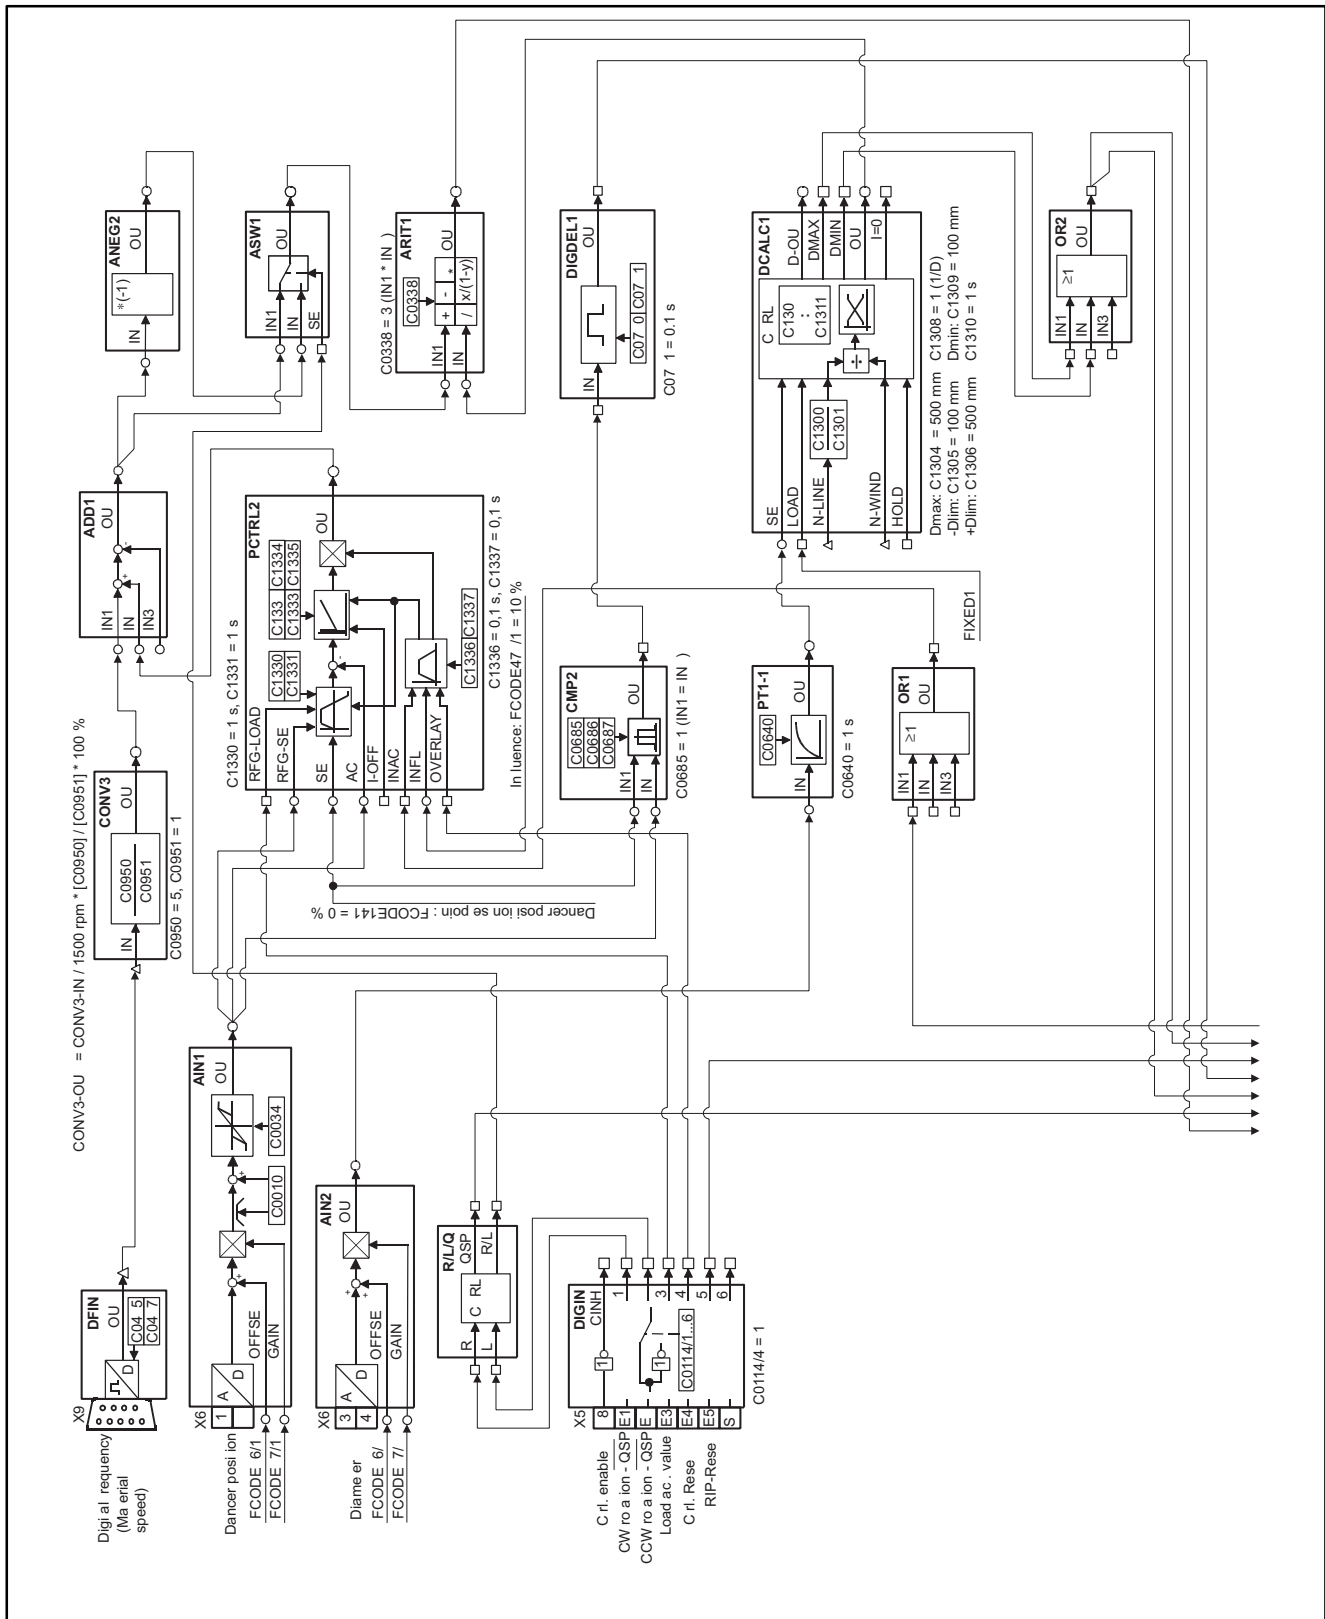 X9
DFIN
OU
D
C04 5
C04 7
Digi al requency
(Ma erial
speed)
CONV3-OU = CONV3-IN / 1500 rpm * [C0950] / [C0951] * 100 %
CONV3
IN
C0950
C0951
OU
C0950 = 5, C0951 = 1
ADD1
IN1
IN
IN3
OU
+
-
ANEG2
IN
*(-1)
OU
X6
1
AIN1
A
D
OFFSE
GAIN
+
+
C0010
C0034
OU
Dancer posi ion
FCODE 6/1
FCODE 7/1
C1330 = 1 s, C1331 = 1 s
PCTRL2
RFG-LOAD
RFG-SE
SE
AC
I-OFF
INAC
INFL
OVERLAY
C1330
C1331
C133
C1333
C1334
C1335
-
OU
C1336
C1337
C1336 = 0,1 s, C1337 = 0,1 s
In luence: FCODE47 /1 = 10 %
ASW1
IN1
IN
SE
OU
C0338 = 3 (IN1 * IN )
ARIT1
IN1
IN
C0338
+
-
*
/
x/(1-y)
OU
X6
3
4
AIN2
A
D
OFFSE
GAIN
+
+
OU
Diame er
FCODE 6/
FCODE 7/
Dancer posi ion se poin : FCODE141 = 0 %
R/L/Q
R
L
C RL
QSP
R/L
CMP2
IN1
IN
C0685
C0686
C0687
OU
C0685 = 1 (IN1 = IN )
DIGDEL1
IN
OU
C07 0
C07 1
C07 1 = 0.1 s
PT1-1
IN
C0640
OU
C0640 = 1 s
DCALC1
SE
LOAD
N-LINE
N-WIND
HOLD
C1300
C1301
C RL
C130
:
C1311
÷
D-OU
DMAX
DMIN
OU
I=0
Dmax: C1304 = 500 mm C1308 = 1 (1/D)
-Dlim: C1305 = 100 mm Dmin: C1309 = 100 mm
+Dlim: C1306 = 500 mm C1310 = 1 s
FIXED1
X5
8
E1
E
E3
E4
E5
S
DIGIN
CINH
1
1
1
3
4
5
6
C0114/1...6
C0114/4 = 1
C rl. enable
CW ro a ion - QSP
CCW ro a ion - QSP
Load ac . value
C rl. Rese
RIP-Rese
OR1
IN1
IN
IN3
≥1
OU
OR2
IN1
IN
IN3
≥1
OU